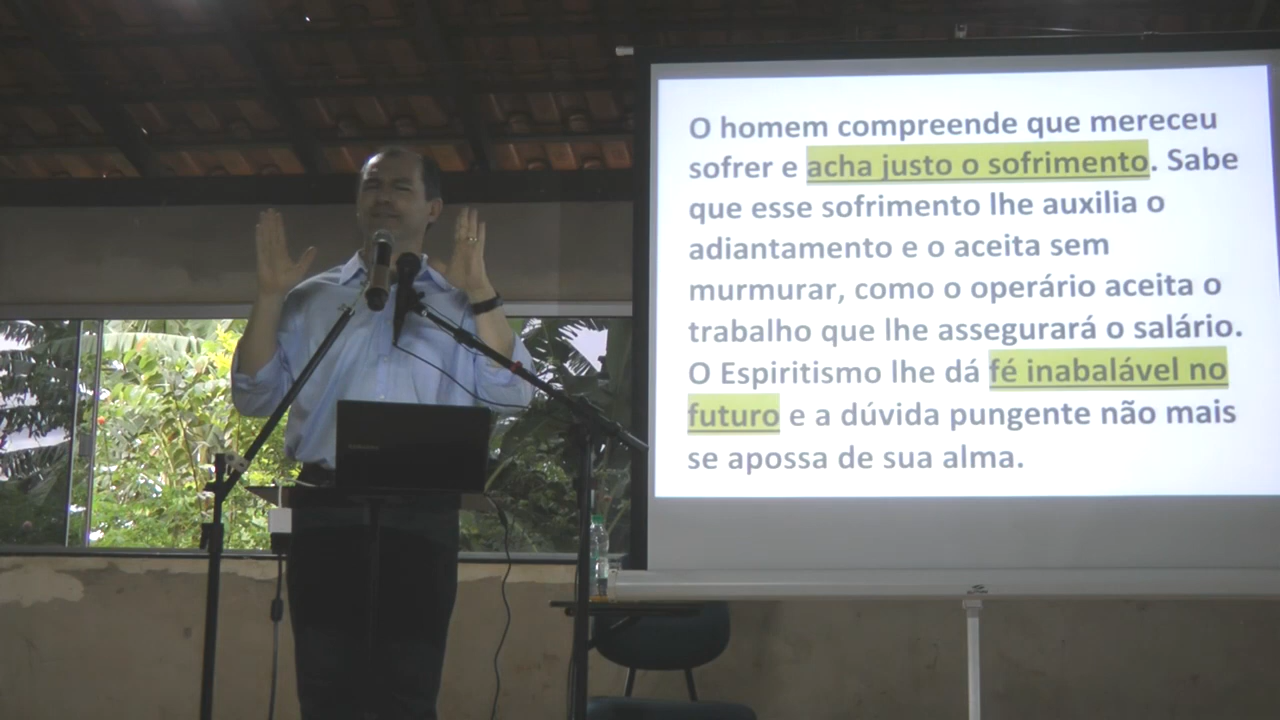 O homem compreende que mereceu
sofrer e acha justo o sofrimento. Sabe
que esse sofrimento lhe auxilia o
adiantamento e o aceita sem
murmurar, como o operário aceita o
trabalho que lhe assegurará o salário.
O Espiritismo lhe dá fé inabalável no
futuro e a dúvida pungente não mais
se apossa de sua alma.